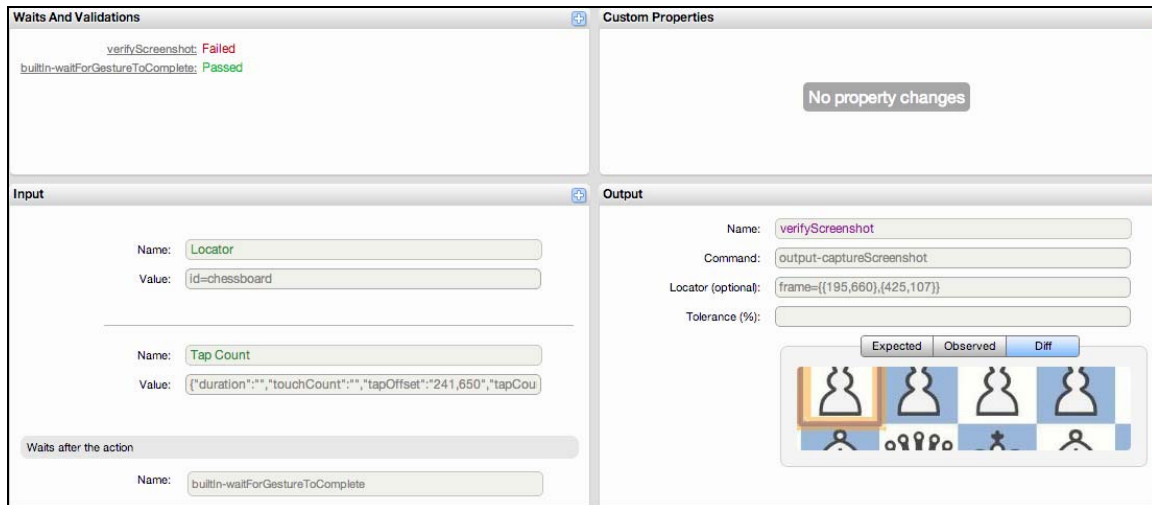 Waits And Validations
verifyScreenshot: Failed
builtIn-waitForGestureToComplete: Passed
Custom Properties
No property changes
Input
Name: Locator
Value: id=chessboard
Name: Tap Count
Value: {"duration":"","touchCount":"","tapOffset":"241,650","tapCou
Waits after the action
Name: builtIn-waitForGestureToComplete
Output
Name: verifyScreenshot
Command: output-captureScreenshot
Locator (optional): frame={{195,660},{425,107}}
Tolerance (%):
Expected Observed Diff